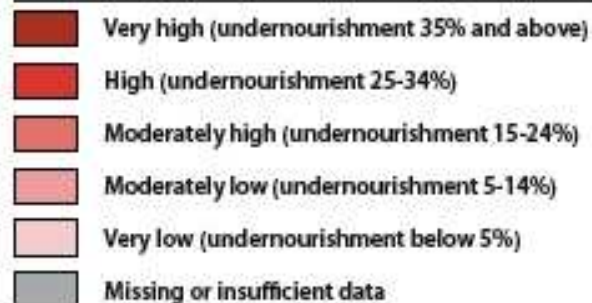 Very high (undernourishment 35% and above)
High (undernourishment 25-34%)
Moderately high (undernourishment 15-24%)
Moderately low (undernourishment 5-14%)
Very low (undernourishment below 5%)
Missing or insufficient data